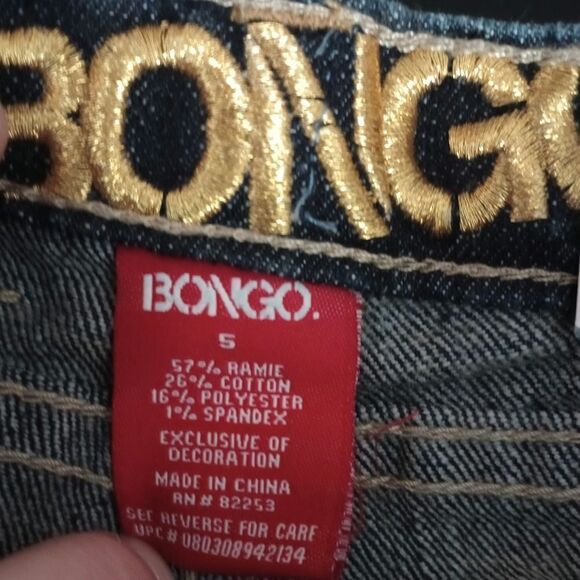 BONGO
BONGO.
5
57% RAMIE
26% COTTON
16% POLYESTER
1% SPANDEX
EXCLUSIVE OF
DECORATION
MADE IN CHINA
RN# 82253
SEE REVERSE FOR CARE
UPC# 080308942134